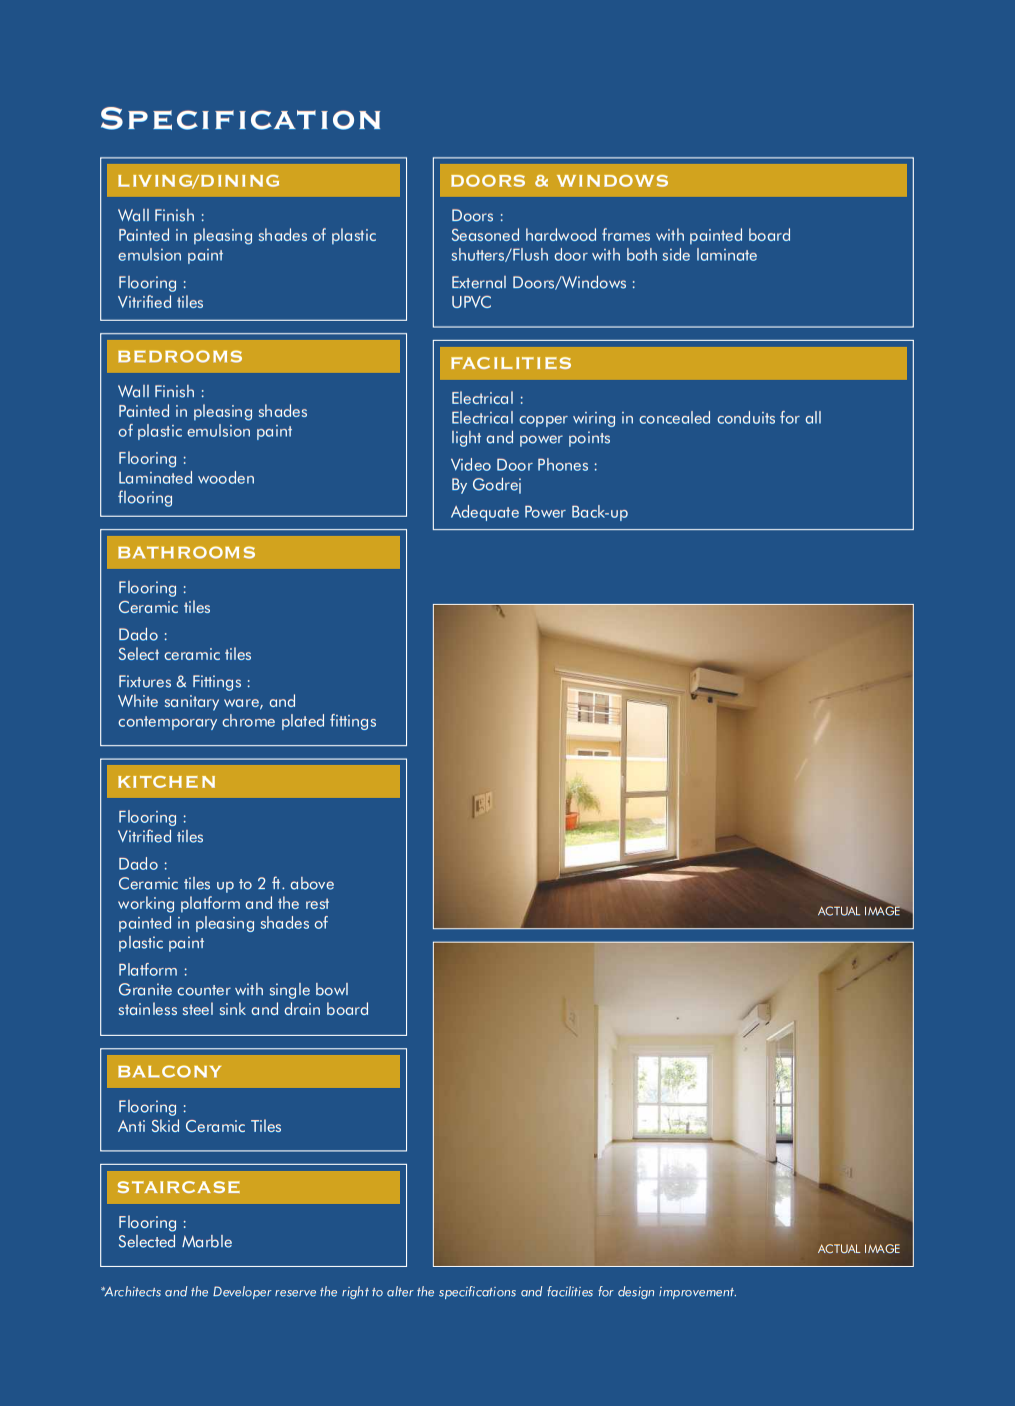 SPECIFICATION
LIVING/DINING
Wall Finish :
Painted in pleasing shades of plastic
emulsion paint
Flooring :
Vitrified tiles
BEDROOMS
Wall Finish :
Painted in pleasing shades
of plastic emulsion paint
Flooring :
Laminated wooden
flooring
BATHROOMS
Flooring :
Ceramic tiles
Dado :
Select ceramic tiles
Fixtures & Fittings :
White sanitary ware, and
contemporary chrome plated fittings
KITCHEN
Flooring :
Vitrified tiles
Dado :
Ceramic tiles up to 2 ft. above
working platform and the rest
painted in pleasing shades of
plastic paint
Platform :
Granite counter with single bowl
stainless steel sink and drain board
BALCONY
Flooring :
Anti Skid Ceramic Tiles
STAIRCASE
Flooring :
Selected Marble
DOORS & WINDOWS
Doors :
Seasoned hardwood frames with painted board
shutters/Flush door with both side laminate
External Doors/Windows :
UPVC
FACILITIES
Electrical :
Electrical copper wiring in concealed conduits for all
light and power points
Video Door Phones :
By Godrej
Adequate Power Back-up
ACTUAL IMAGE
ACTUAL IMAGE
*Architects and the Developer reserve the right to alter the specifications and facilities for design improvement.